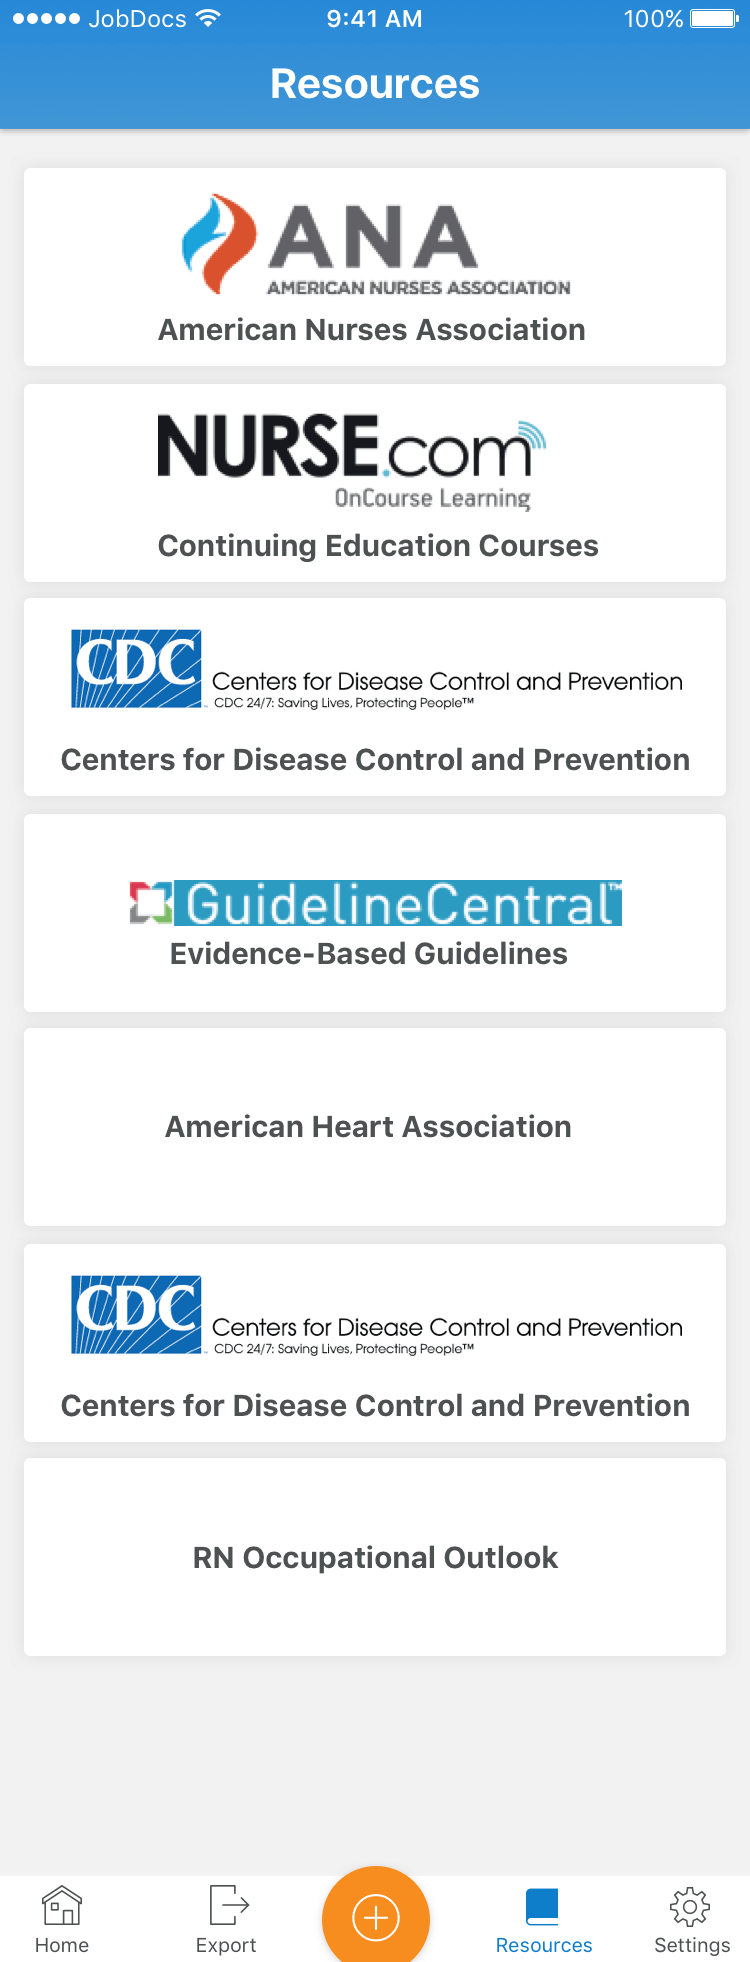 JobDocs 9:41 AM 100%
Resources
ANA
AMERICAN NURSES ASSOCIATION
American Nurses Association
NURSE.com
OnCourse Learning
Continuing Education Courses
CDC
Centers for Disease Control and Prevention
CDC 24/7: Saving Lives, Protecting People™
Centers for Disease Control and Prevention
GuidelineCentral™
Evidence-Based Guidelines
American Heart Association
CDC
Centers for Disease Control and Prevention
CDC 24/7: Saving Lives, Protecting People™
Centers for Disease Control and Prevention
RN Occupational Outlook
Home Export Resources Settings